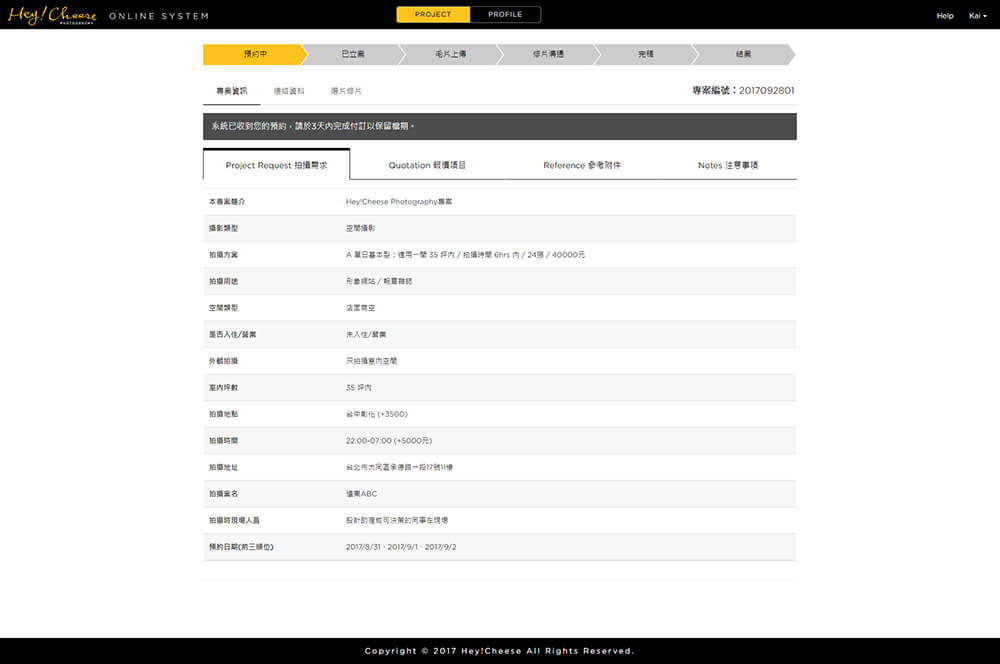 Hey! Cheese PHOTOGRAPHY ONLINE SYSTEM PROJECT PROFILE Help Kai
預約中 已立案 毛片上傳 修片溝通 完稿 結案
專案資訊 連絡資料 選片修片 專案編號：2017092801
系統已收到您的預約，請於3天內完成付訂以保留檔期。
Project Request 拍攝需求 Quotation 報價項目 Reference 參考附件 Notes 注意事項
本專案簡介 Hey!Cheese Photography專案
攝影類型 空間攝影
拍攝方案 A 單日基本型：適用一間 35 坪內 / 拍攝時間 6hrs 內 / 24張 / 40000元
拍攝用途 形象網站 / 報章雜誌
空間類型 店面商空
是否入住/營業 未入住/營業
外觀拍攝 只拍攝室內空間
室內坪數 35 坪內
拍攝地點 台中彰化 (+3500)
拍攝時間 22:00-07:00 (+5000元)
拍攝地址 台北市大同區承德路一段17號11樓
拍攝案名 遠東ABC
拍攝時現場人員 設計助理或可決策的同事在現場
預約日期(前三順位) 2017/8/31、2017/9/1、2017/9/2
Copyright © 2017 Hey!Cheese All Rights Reserved.